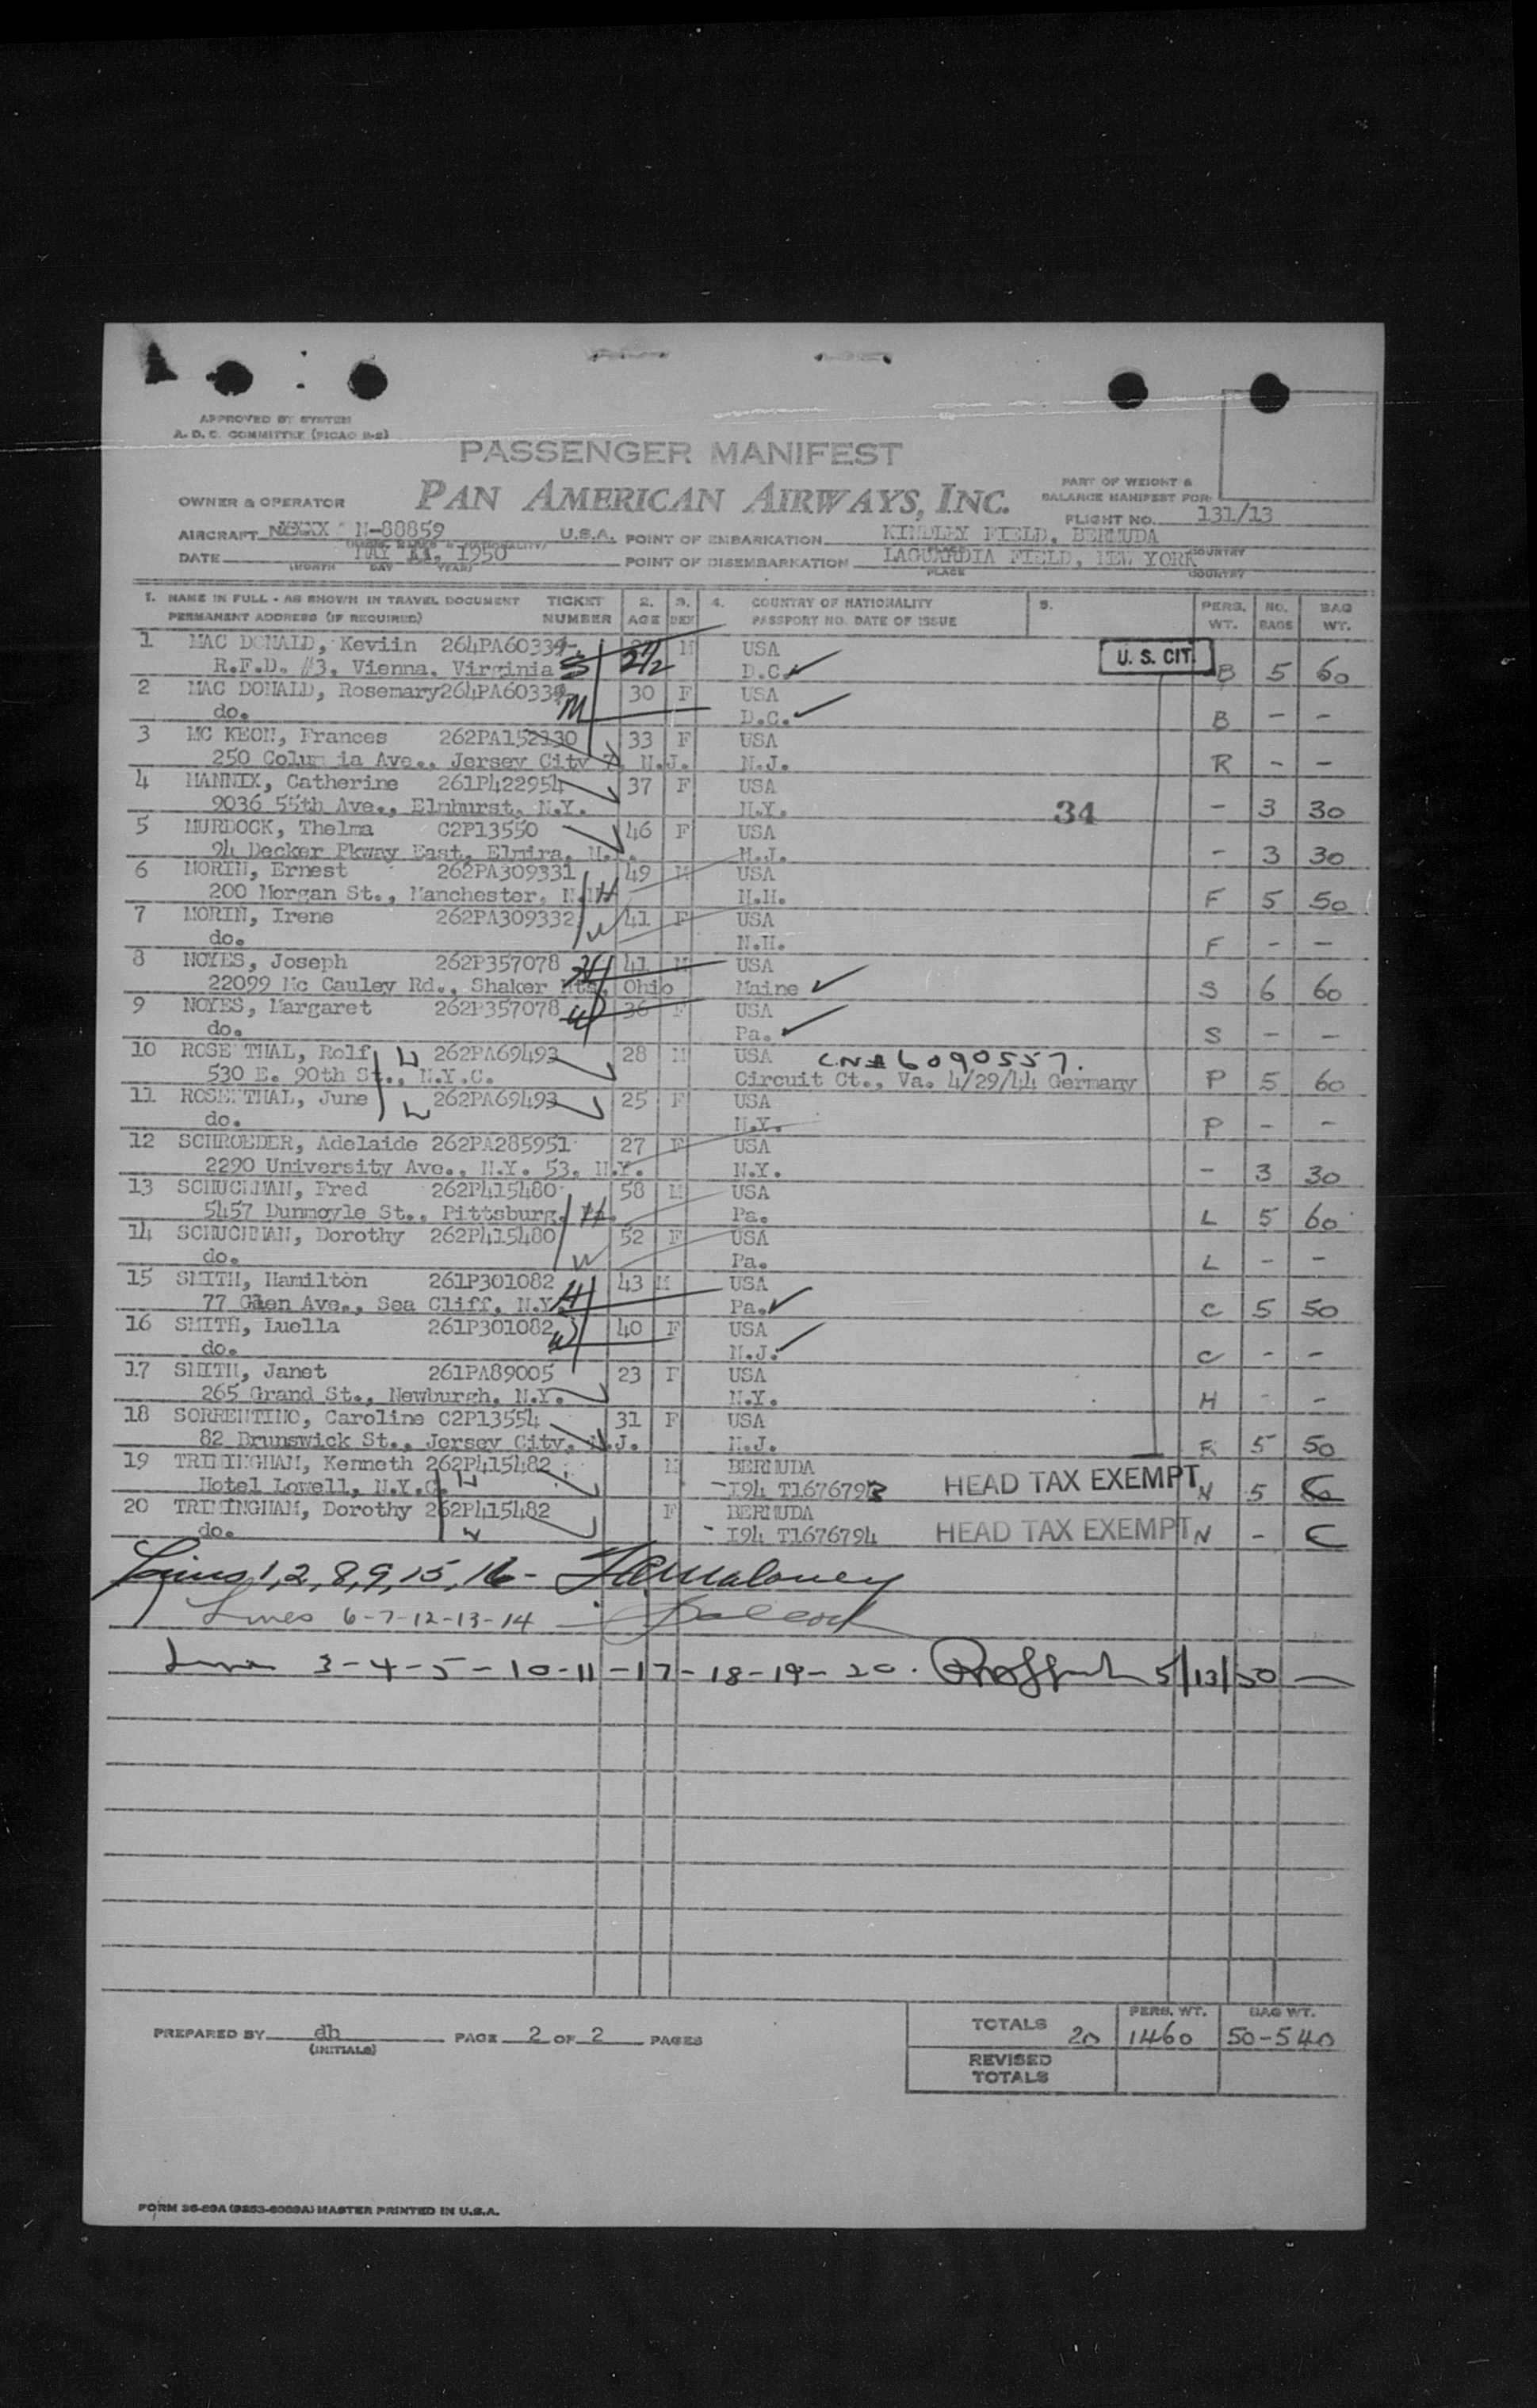 APPROVED BY SYSTEM
A. D. C. COMMITTEE (PICAO B-2)
PASSENGER MANIFEST
OWNER & OPERATOR PAN AMERICAN AIRWAYS, INC.
PART OF WEIGHT &
BALANCE MANIFEST FOR
FLIGHT NO. 131/13
AIRCRAFT N-88859 U.S.A. POINT OF EMBARKATION KINDLEY FIELD, BERMUDA
DATE MAY 1950 POINT OF DISEMBARKATION LAGUARDIA FIELD, NEW YORK
(MONTH DAY YEAR) PLACE COUNTRY
1. NAME IN FULL - AS SHOWN IN TRAVEL DOCUMENT TICKET 2. 3. 4. COUNTRY OF NATIONALITY 5. PERS. NO. BAG
PERMANENT ADDRESS (IF REQUIRED) NUMBER AGE SEX PASSPORT NO. DATE OF ISSUE WT. BAGS WT.
1 MAC DONALD, Keviin 264PA60339 2 1/2 M USA U. S. CIT.
R.F.D. #3, Vienna, Virginia S D.C. B 5 60
2 MAC DONALD, Rosemary 264PA60339 30 F USA
do. M D.C. B - -
3 MC KEON, Frances 262PA152130 33 F USA
250 Columbia Ave., Jersey City 7, N.J. N.J. R - -
4 MANNIX, Catherine 261P422954 37 F USA
9036 55th Ave., Elmhurst, N.Y. N.Y. 34 - 3 30
5 MURDOCK, Thelma C2P13550 46 F USA
94 Decker Pkway East, Elmira, N. . N.J. - 3 30
6 MORIN, Ernest 262PA309331 49 M USA
200 Morgan St., Manchester, N.H. H N.H. F 5 50
7 MORIN, Irene 262PA309332 41 F USA
do. W N.H. F - -
8 NOYES, Joseph 262P357078 H 41 M USA
22099 Mc Cauley Rd., Shaker Hts, Ohio Maine S 6 60
9 NOYES, Margaret 262P357078 W 36 F USA
do. Pa. S - -
10 ROSENTHAL, Rolf H 262PA69493 28 M USA CN# 6090557.
530 E. 90th St., N.Y.C. Circuit Ct., Va. 4/29/44 Germany P 5 60
11 ROSENTHAL, June W 262PA69493 25 F USA
do. N.Y. P - -
12 SCHROEDER, Adelaide 262PA285951 27 F USA
2290 University Ave., N.Y. 53, N.Y. N.Y. - 3 30
13 SCHUCHMAN, Fred 262P415480 58 M USA
5457 Dunmoyle St., Pittsburg, Pa. H Pa. L 5 60
14 SCHUCHMAN, Dorothy 262P415480 52 F USA
do. W Pa. L - -
15 SMITH, Hamilton 261P301082 43 M USA
77 Glen Ave., Sea Cliff, N.Y. H Pa. C 5 50
16 SMITH, Luella 261P301082 W 40 F USA
do. N.J. C - -
17 SMITH, Janet 261PA89005 23 F USA
265 Grand St., Newburgh, N.Y. N.Y. H - -
18 SORRENTINO, Caroline C2P13554 31 F USA
82 Brunswick St., Jersey City, N.J. N.J. R 5 50
19 TRIMINGHAM, Kenneth 262P415482 M BERMUDA
Hotel Lowell, N.Y.C. H I94 T1676793 HEAD TAX EXEMPT N 5
20 TRIMINGHAM, Dorothy 262P415482 F BERMUDA
do. W - I94 T1676794 HEAD TAX EXEMPT N -
Lines 1, 2, 8, 9, 15, 16 -
Lines 6-7-12-13-14
Lines 3-4-5-10-11-17-18-19-20. 5/13/50
PREPARED BY dh PAGE 2 OF 2 PAGES
(INITIALS)
PERS. WT. BAG WT.
TOTALS 20 1460 50-540
REVISED
TOTALS
FORM 36-89A (9253-6089A) MASTER PRINTED IN U.S.A.